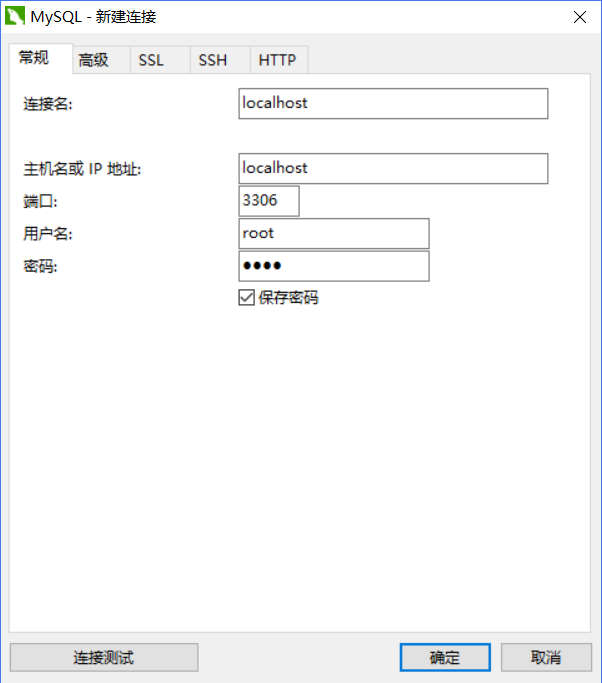 MySQL - 新建连接
常规 高级 SSL SSH HTTP
连接名: localhost
主机名或 IP 地址: localhost
端口: 3306
用户名: root
密码: ●●●●
保存密码
连接测试 确定 取消